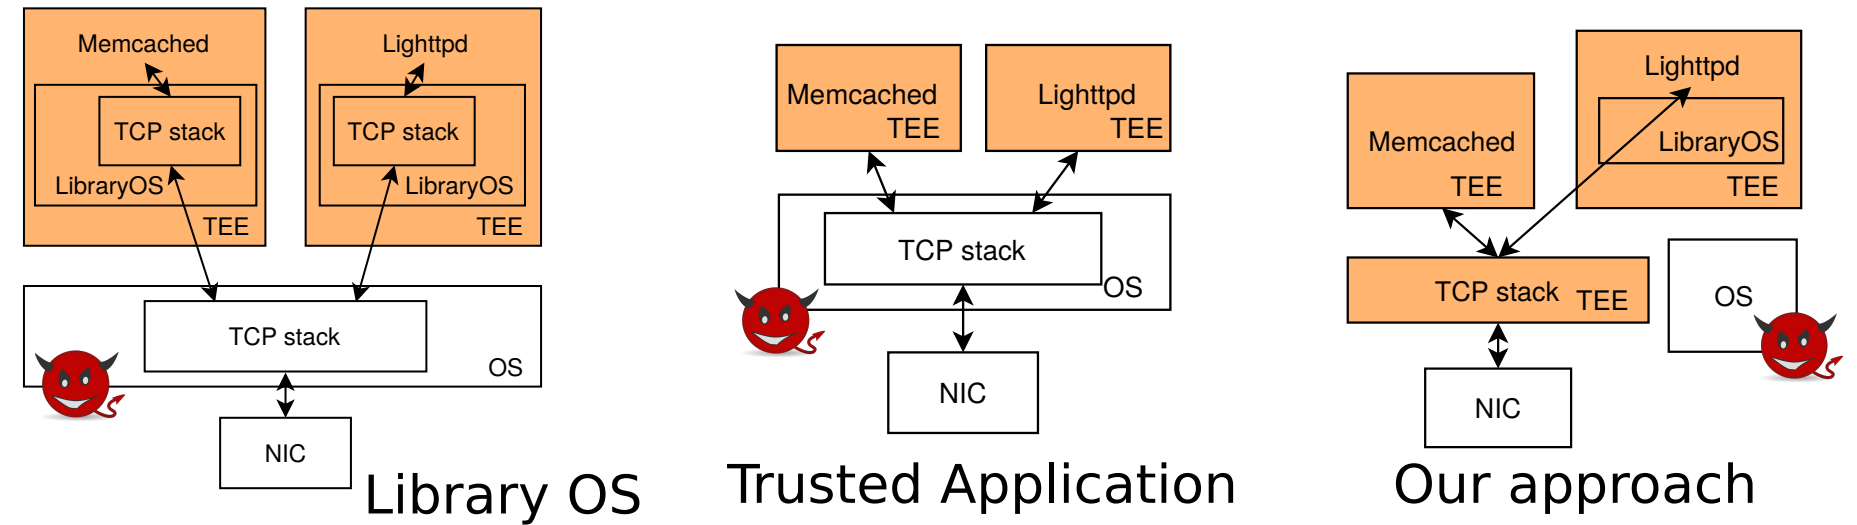 Memcached
TCP stack
LibraryOS
TEE
Lighttpd
TCP stack
LibraryOS
TEE
TCP stack
OS
NIC
Library OS
Memcached
TEE
Lighttpd
TEE
TCP stack
OS
NIC
Trusted Application
Memcached
TEE
Lighttpd
LibraryOS
TEE
TCP stack
TEE
OS
NIC
Our approach